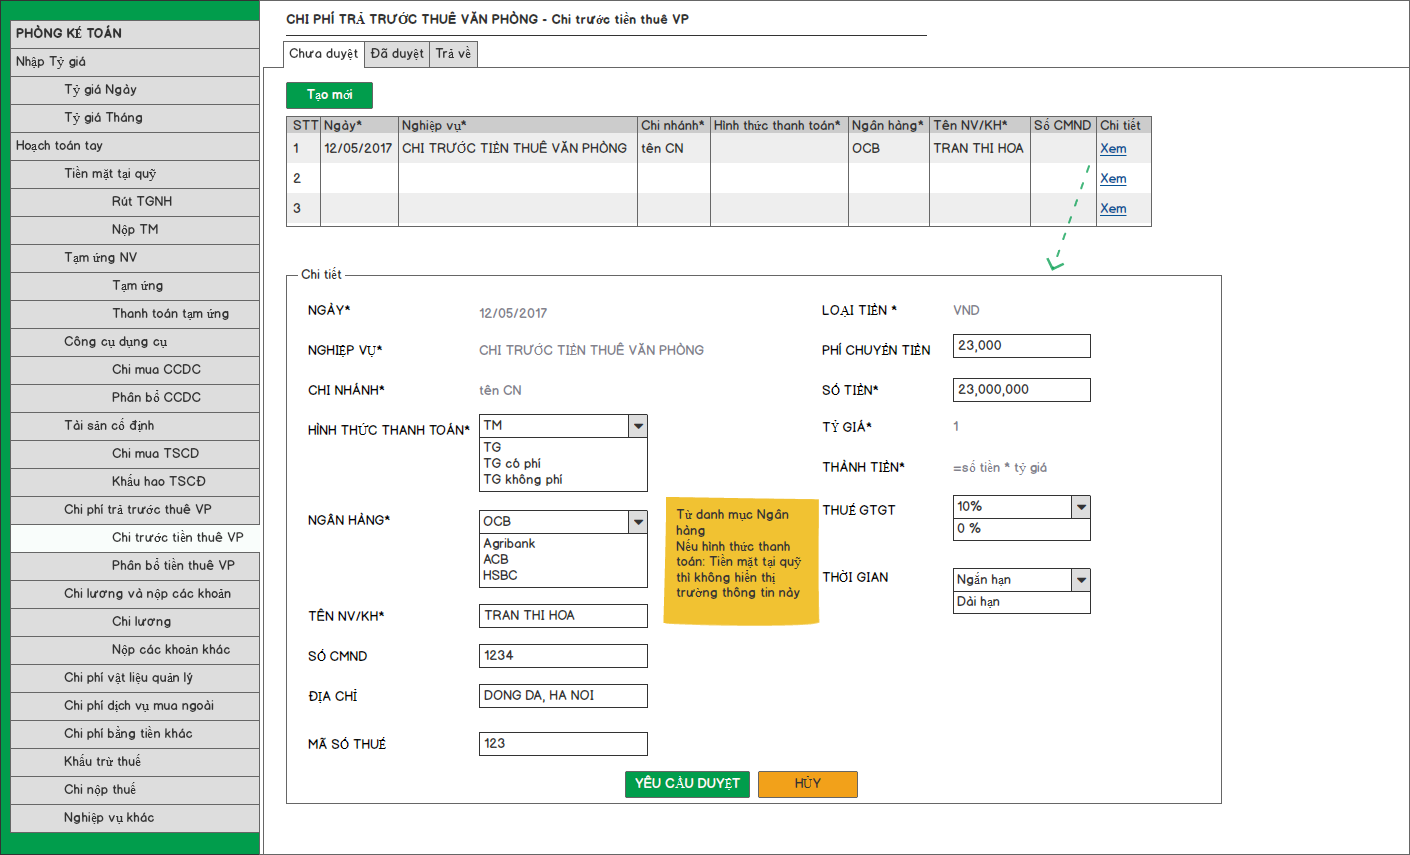 PHÒNG KẾ TOÁN
Nhập Tỷ giá
Tỷ giá Ngày
Tỷ giá Tháng
Hoạch toán tay
Tiền mặt tại quỹ
Rút TGNH
Nộp TM
Tạm ứng NV
Tạm ứng
Thanh toán tạm ứng
Công cụ dụng cụ
Chi mua CCDC
Phân bổ CCDC
Tài sản cố định
Chi mua TSCD
Khấu hao TSCĐ
Chi phí trả trước thuê VP
Chi trước tiền thuê VP
Phân bổ tiền thuê VP
Chi lương và nộp các khoản
Chi lương
Nộp các khoản khác
Chi phí vật liệu quản lý
Chi phí dịch vụ mua ngoài
Chi phí bằng tiền khác
Khấu trừ thuế
Chi nộp thuế
Nghiệp vụ khác
CHI PHÍ TRẢ TRƯỚC THUÊ VĂN PHÒNG - Chi trước tiền thuê VP
Chưa duyệt Đã duyệt Trả về
Tạo mới
STT Ngày* Nghiệp vụ* Chi nhánh* Hình thức thanh toán* Ngân hàng* Tên NV/KH* Số CMND Chi tiết
1 12/05/2017 CHI TRƯỚC TIỀN THUÊ VĂN PHÒNG tên CN OCB TRAN THI HOA Xem
2 Xem
3 Xem
Chi tiết
NGÀY* 12/05/2017
NGHIỆP VỤ* CHI TRƯỚC TIỀN THUÊ VĂN PHÒNG
CHI NHÁNH* tên CN
HÌNH THỨC THANH TOÁN* TM
TG
TG có phí
TG không phí
NGÂN HÀNG* OCB
Agribank
ACB
HSBC
TÊN NV/KH* TRAN THI HOA
SỐ CMND 1234
ĐỊA CHỈ DONG DA, HA NOI
MÃ SỐ THUẾ 123
Từ danh mục Ngân
hàng
Nếu hình thức thanh
toán: Tiền mặt tại quỹ
thì không hiển thị
trường thông tin này
LOẠI TIỀN * VND
PHÍ CHUYỂN TIỀN 23,000
SỐ TIỀN* 23,000,000
TỶ GIÁ* 1
THÀNH TIỀN* =số tiền * tỷ giá
THUẾ GTGT 10%
0 %
THỜI GIAN Ngắn hạn
Dài hạn
YÊU CẦU DUYỆT HỦY